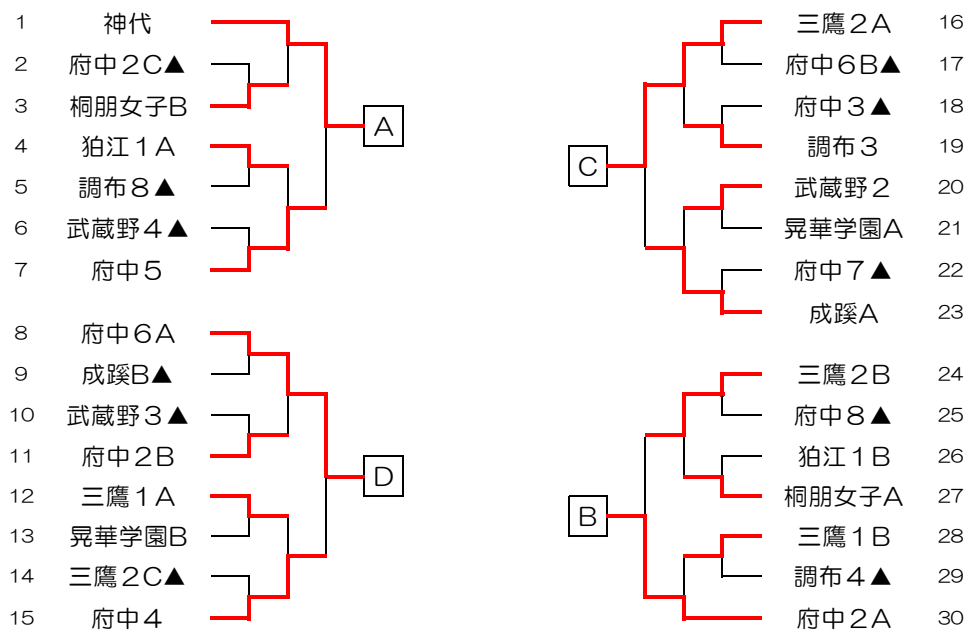 1 神代
2 府中2C▲
3 桐朋女子B
4 狛江1A
5 調布8▲
6 武蔵野4▲
7 府中5
A
8 府中6A
9 成蹊B▲
10 武蔵野3▲
11 府中2B
12 三鷹1A
13 晃華学園B
14 三鷹2C▲
15 府中4
D
三鷹2A 16
府中6B▲ 17
府中3▲ 18
調布3 19
武蔵野2 20
晃華学園A 21
府中7▲ 22
成蹊A 23
C
三鷹2B 24
府中8▲ 25
狛江1B 26
桐朋女子A 27
三鷹1B 28
調布4▲ 29
府中2A 30
B